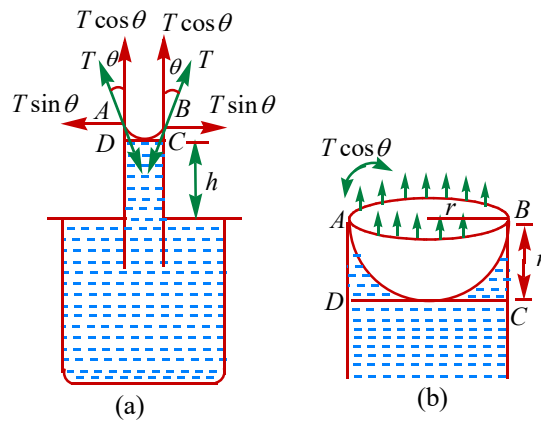 T cos θ T cos θ
T θ θ T
A B T sin θ
T sin θ
D C
h
(a)
T cos θ
r
A B
D C
(b)